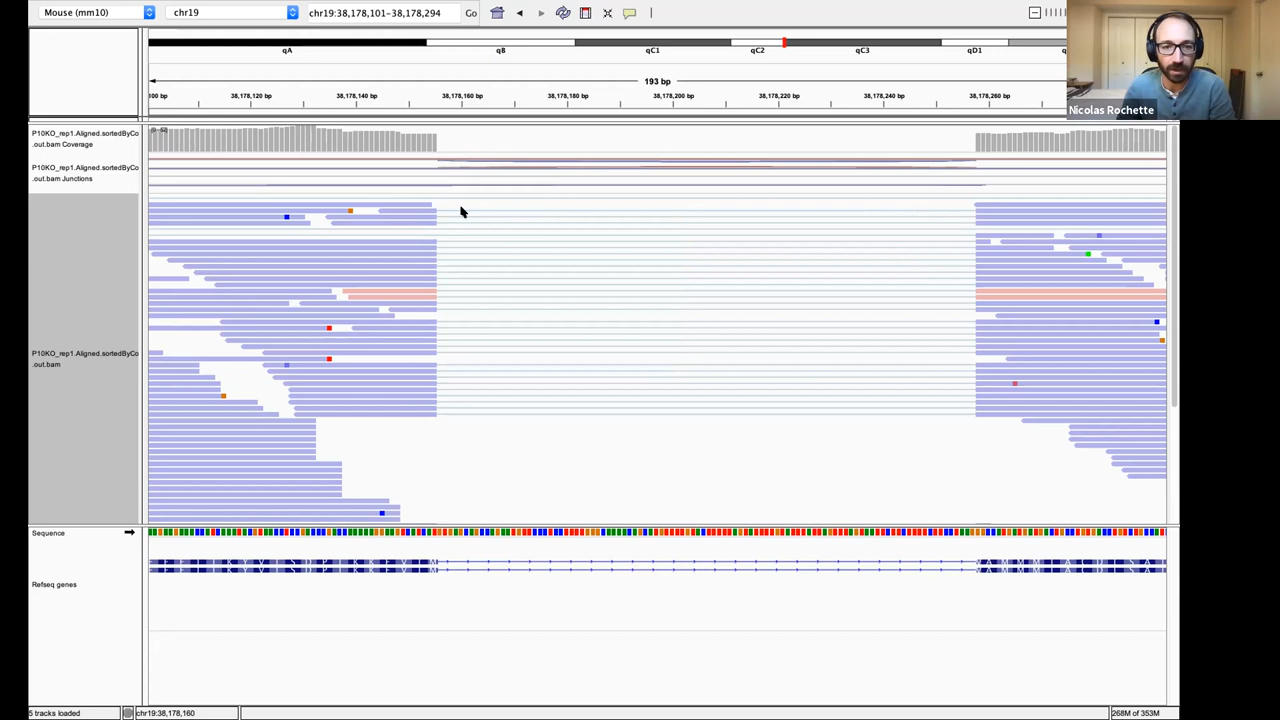 Mouse (mm10) chr19 chr19:38,178,101-38,178,294 Go
qA qB qC1 qC2 qC3 qD1
Nicolas Rochette
193 bp
100 bp 38,178,120 bp 38,178,140 bp 38,178,160 bp 38,178,180 bp 38,178,200 bp 38,178,220 bp 38,178,240 bp 38,178,260 bp
P10KO_rep1.Aligned.sortedByCo
.out.bam Coverage
P10KO_rep1.Aligned.sortedByCo
.out.bam Junctions
P10KO_rep1.Aligned.sortedByCo
.out.bam
Sequence
Refseq genes
5 tracks loaded chr19:38,178,160 268M of 353M